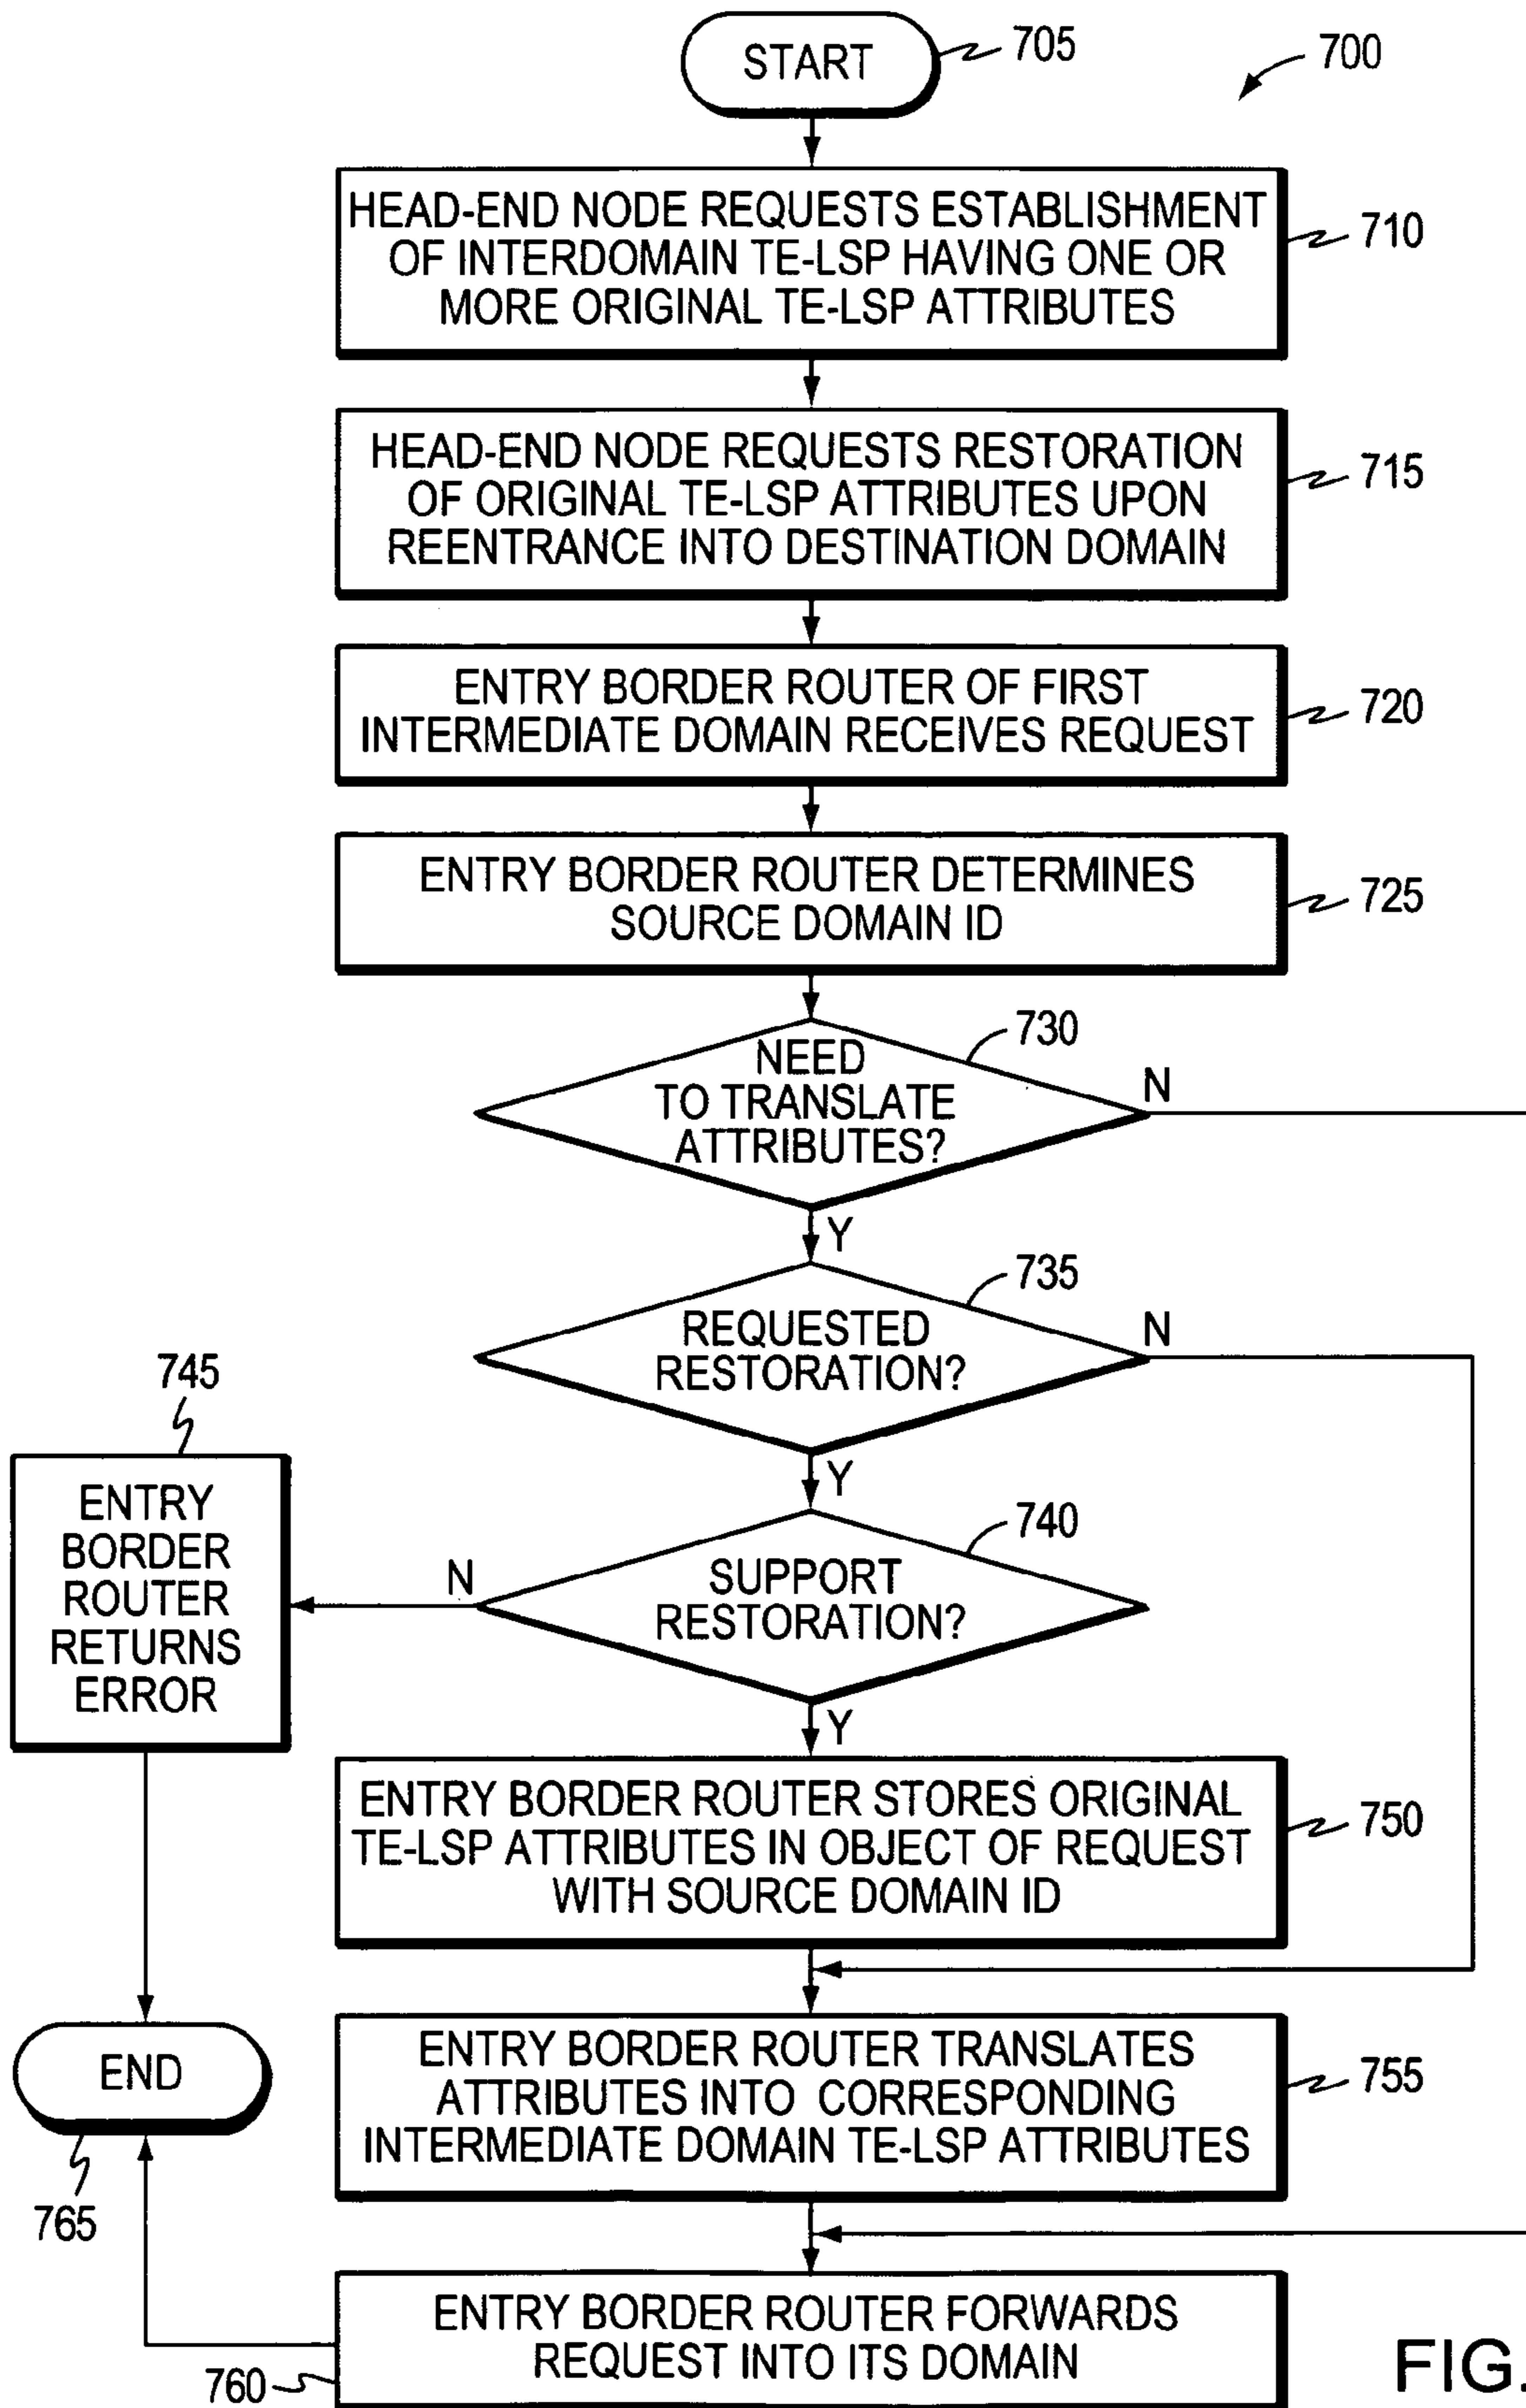 START
705
700
HEAD-END NODE REQUESTS ESTABLISHMENT
OF INTERDOMAIN TE-LSP HAVING ONE OR
MORE ORIGINAL TE-LSP ATTRIBUTES
710
HEAD-END NODE REQUESTS RESTORATION
OF ORIGINAL TE-LSP ATTRIBUTES UPON
REENTRANCE INTO DESTINATION DOMAIN
715
ENTRY BORDER ROUTER OF FIRST
INTERMEDIATE DOMAIN RECEIVES REQUEST
720
ENTRY BORDER ROUTER DETERMINES
SOURCE DOMAIN ID
725
730
NEED
TO TRANSLATE
ATTRIBUTES?
N
Y
735
REQUESTED
RESTORATION?
N
Y
740
SUPPORT
RESTORATION?
N
Y
745
ENTRY
BORDER
ROUTER
RETURNS
ERROR
ENTRY BORDER ROUTER STORES ORIGINAL
TE-LSP ATTRIBUTES IN OBJECT OF REQUEST
WITH SOURCE DOMAIN ID
750
ENTRY BORDER ROUTER TRANSLATES
ATTRIBUTES INTO CORRESPONDING
INTERMEDIATE DOMAIN TE-LSP ATTRIBUTES
755
END
765
ENTRY BORDER ROUTER FORWARDS
REQUEST INTO ITS DOMAIN
760
FIG.